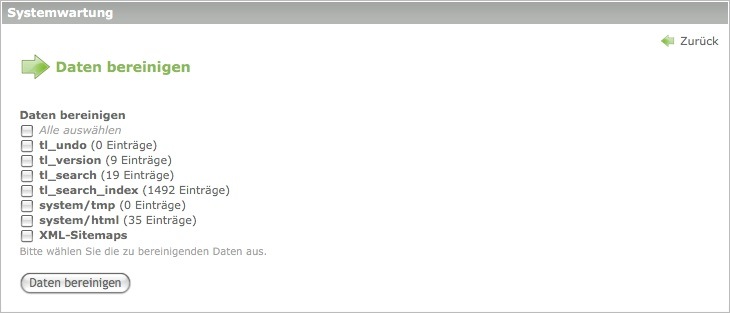 Systemwartung
Zurück
Daten bereinigen
Daten bereinigen
Alle auswählen
tl_undo (0 Einträge)
tl_version (9 Einträge)
tl_search (19 Einträge)
tl_search_index (1492 Einträge)
system/tmp (0 Einträge)
system/html (35 Einträge)
XML-Sitemaps
Bitte wählen Sie die zu bereinigenden Daten aus.
Daten bereinigen